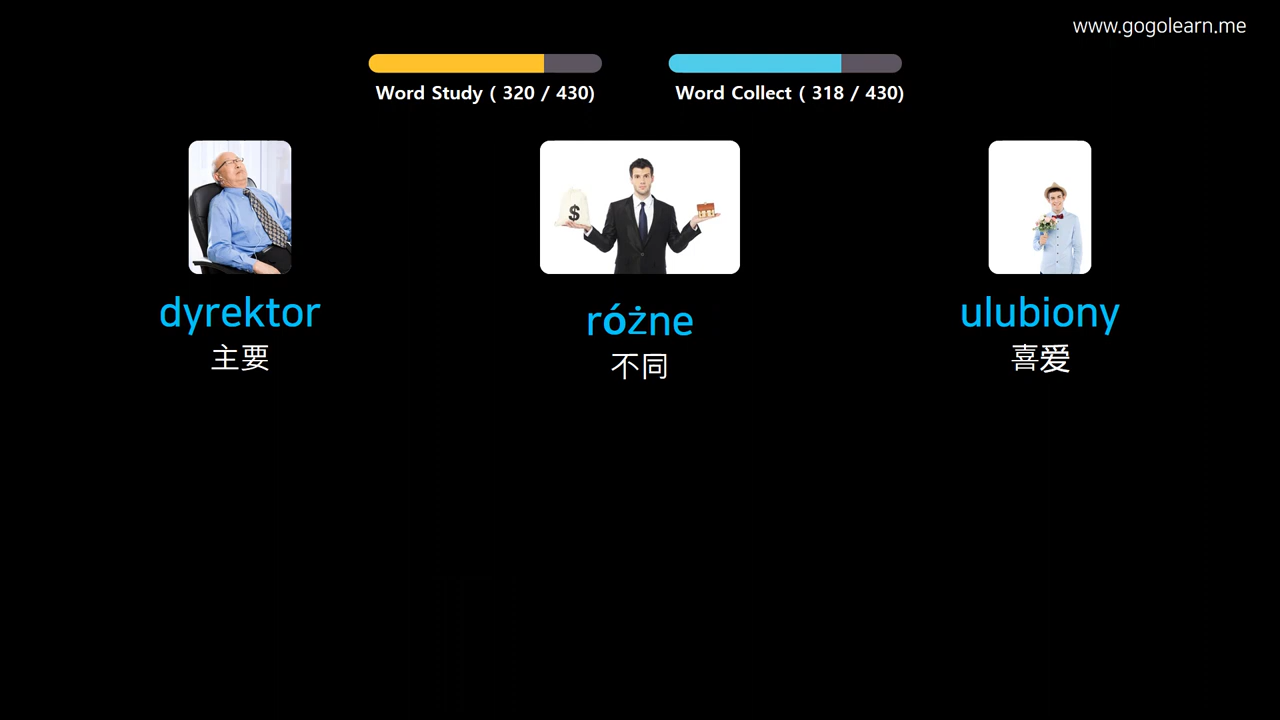 www.gogolearn.me
Word Study ( 320 / 430)
Word Collect ( 318 / 430)
$
dyrektor
主要
różne
不同
ulubiony
喜爱